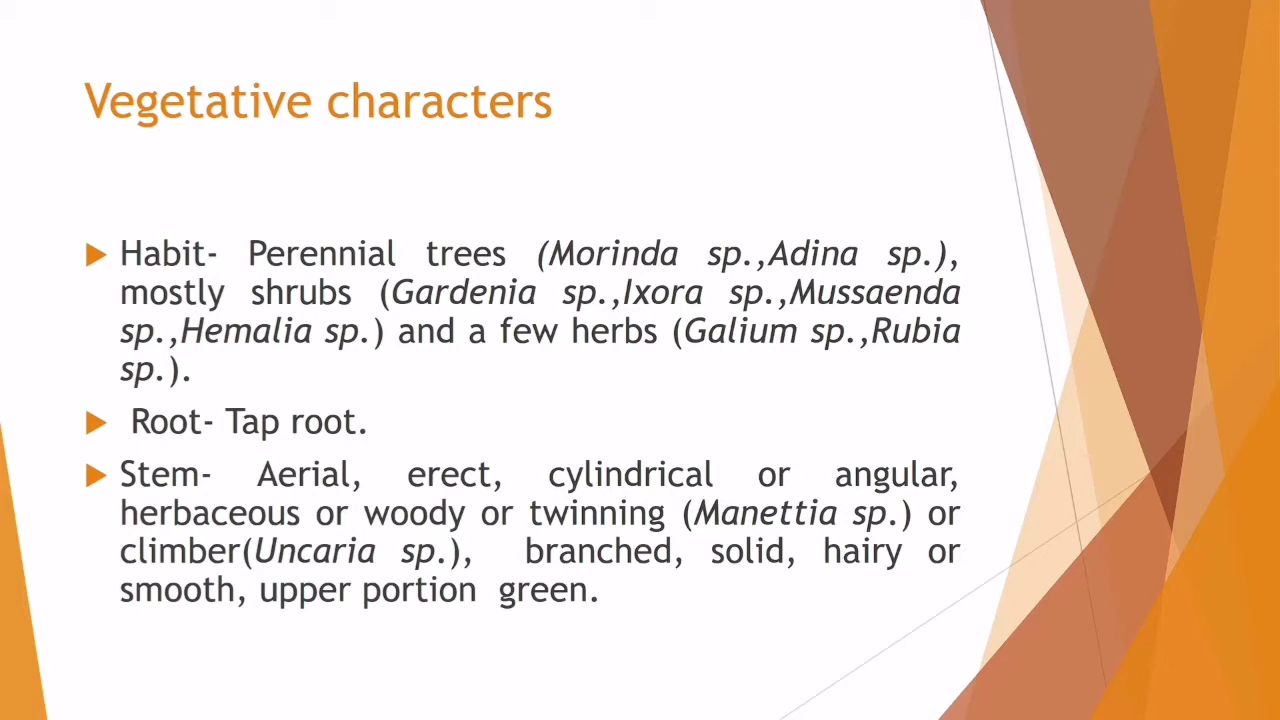 Vegetative characters
Habit- Perennial trees (Morinda sp.,Adina sp.),
mostly shrubs (Gardenia sp.,Ixora sp.,Mussaenda
sp.,Hemalia sp.) and a few herbs (Galium sp.,Rubia
sp.).
Root- Tap root.
Stem- Aerial, erect, cylindrical or angular,
herbaceous or woody or twinning (Manettia sp.) or
climber(Uncaria sp.), branched, solid, hairy or
smooth, upper portion green.